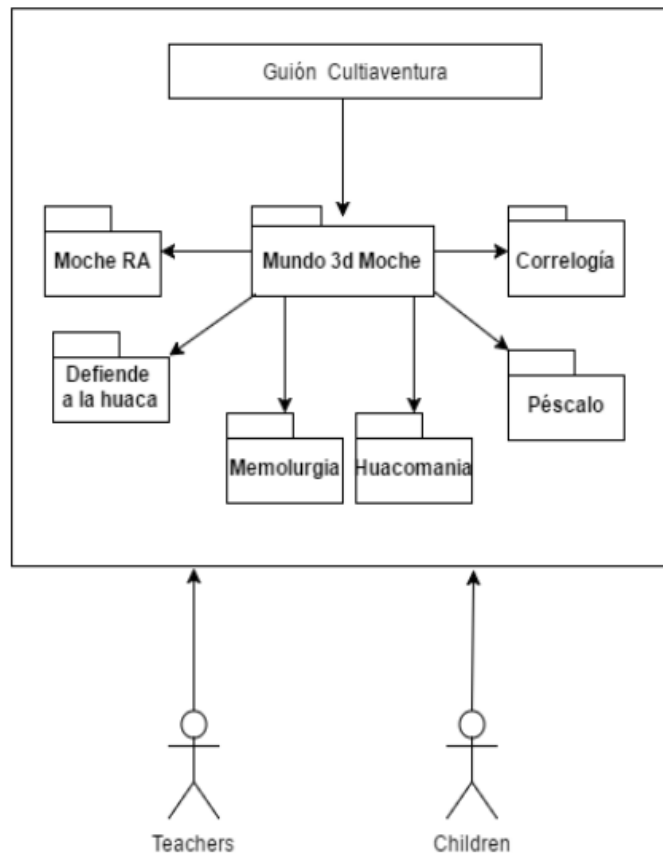 Guión Cultiaventura
Moche RA
Mundo 3d Moche
Correlogía
Defiende
a la huaca
Péscalo
Memolurgia
Huacomania
Teachers
Children